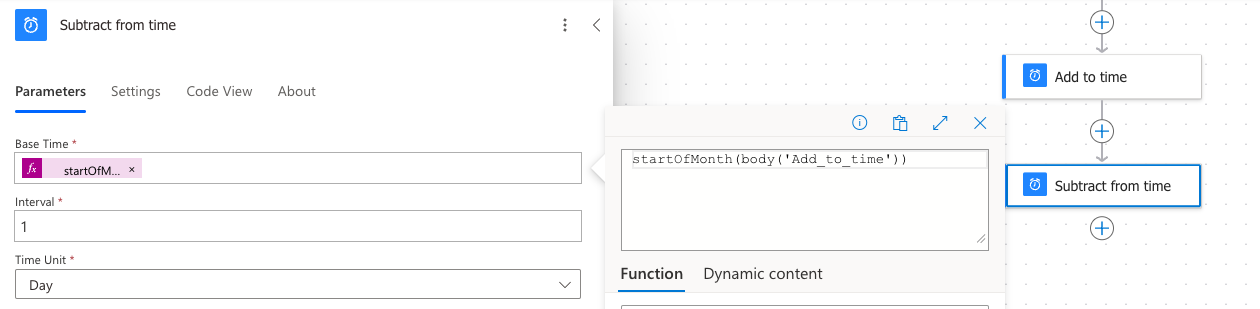 Subtract from time
Parameters Settings Code View About
Base Time *
fx startOfM... ×
Interval *
1
Time Unit *
Day
startOfMonth(body('Add_to_time'))
Function Dynamic content
Add to time
Subtract from time